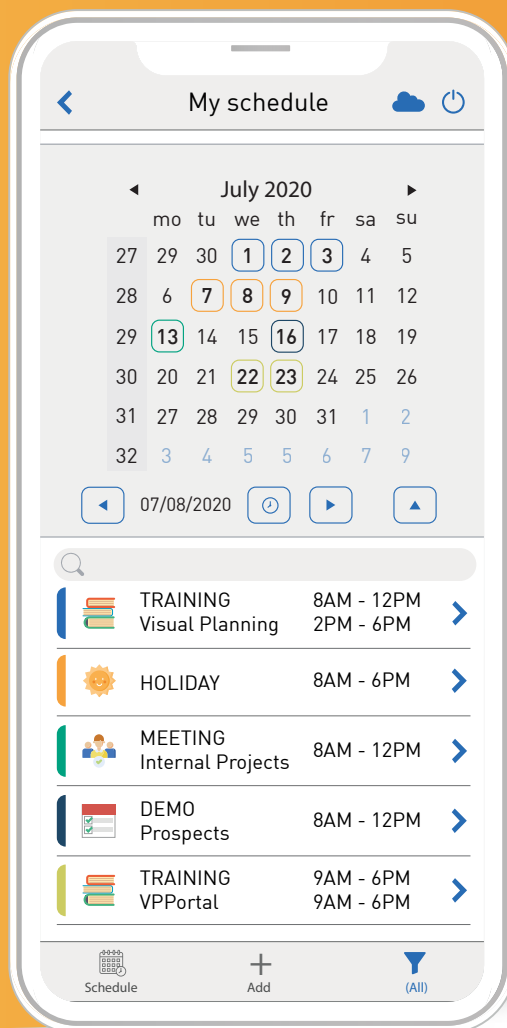 My schedule
July 2020
mo tu we th fr sa su
27 29 30 1 2 3 4 5
28 6 7 8 9 10 11 12
29 13 14 15 16 17 18 19
30 20 21 22 23 24 25 26
31 27 28 29 30 31 1 2
32 3 4 5 5 6 7 9
07/08/2020
TRAINING 8AM - 12PM
Visual Planning 2PM - 6PM
HOLIDAY 8AM - 6PM
MEETING
Internal Projects 8AM - 12PM
DEMO
Prospects 8AM - 12PM
TRAINING 9AM - 6PM
VPPortal 9AM - 6PM
Schedule Add (All)